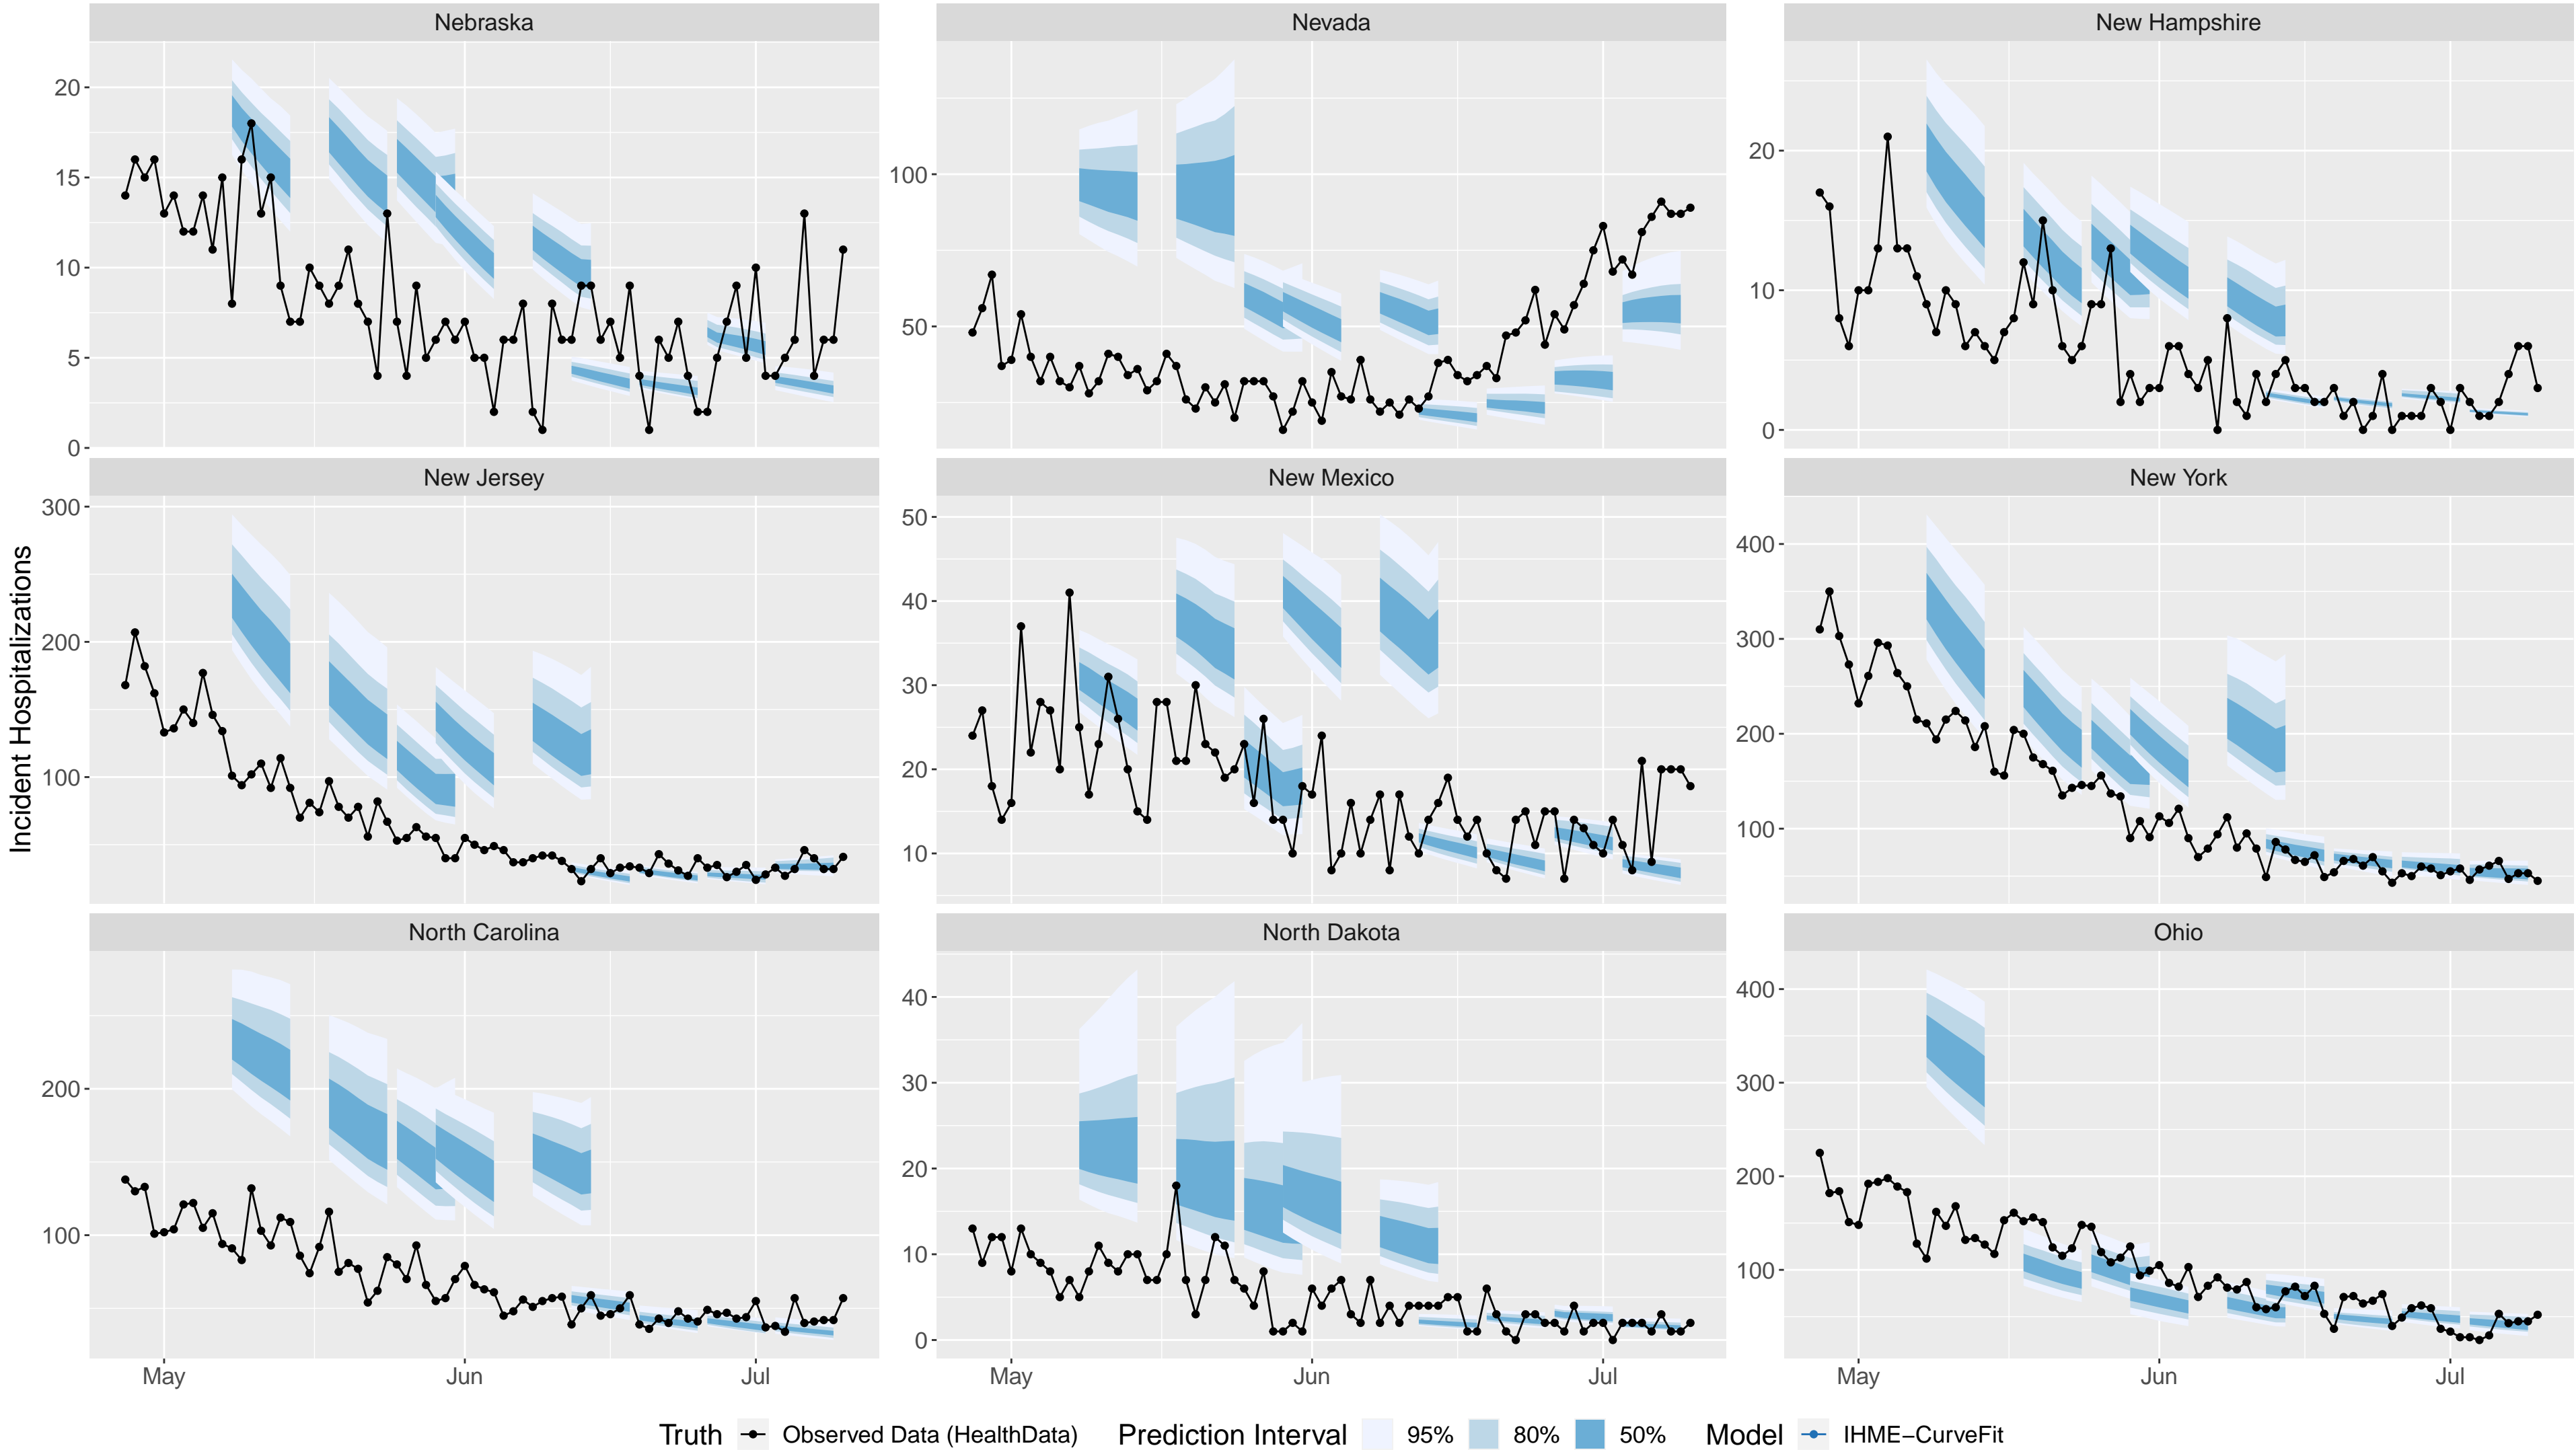 Nebraska
Nevada
New Hampshire
20
15
10
5
0
100
50
20
10
0
New Jersey
New Mexico
New York
300
200
100
50
40
30
20
10
400
300
200
100
North Carolina
North Dakota
Ohio
200
100
40
30
20
10
0
400
300
200
100
May Jun Jul
May Jun Jul
May Jun Jul
Incident Hospitalizations
Truth Observed Data (HealthData) Prediction Interval 95% 80% 50% Model IHME−CurveFit